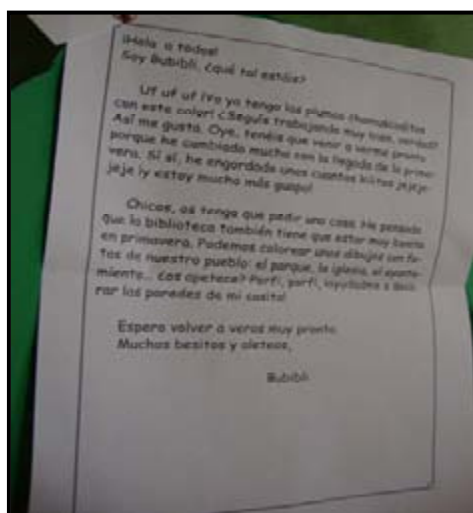 ¡Hola a todos!
Soy Bubibli, ¿qué tal estáis?
Uf uf uf ¡Yo ya tengo las plumas chamuscaditas
con este calor! ¿Seguís trabajando muy bien, verdad?
Así me gusta. Oye, tenéis que venir a verme pronto
porque he cambiado mucho con la llegada de la prima-
vera. Sí sí, he engordado unos cuantos kilitos jejeje-
jeje ¡y estoy mucho más guapo!
Chicos, os tengo que pedir una cosa. He pensado
que la biblioteca también tiene que estar muy bonita
en primavera. Podemos colorear unos dibujos con fo-
tos de nuestro pueblo: el parque, la iglesia, el ayunta-
miento... ¿os apetece? Porfi, porfi, ayudadme a deco-
rar las paredes de mi casita!
Espero volver a veros muy pronto.
Muchos besitos y aleteos,
Bubibli